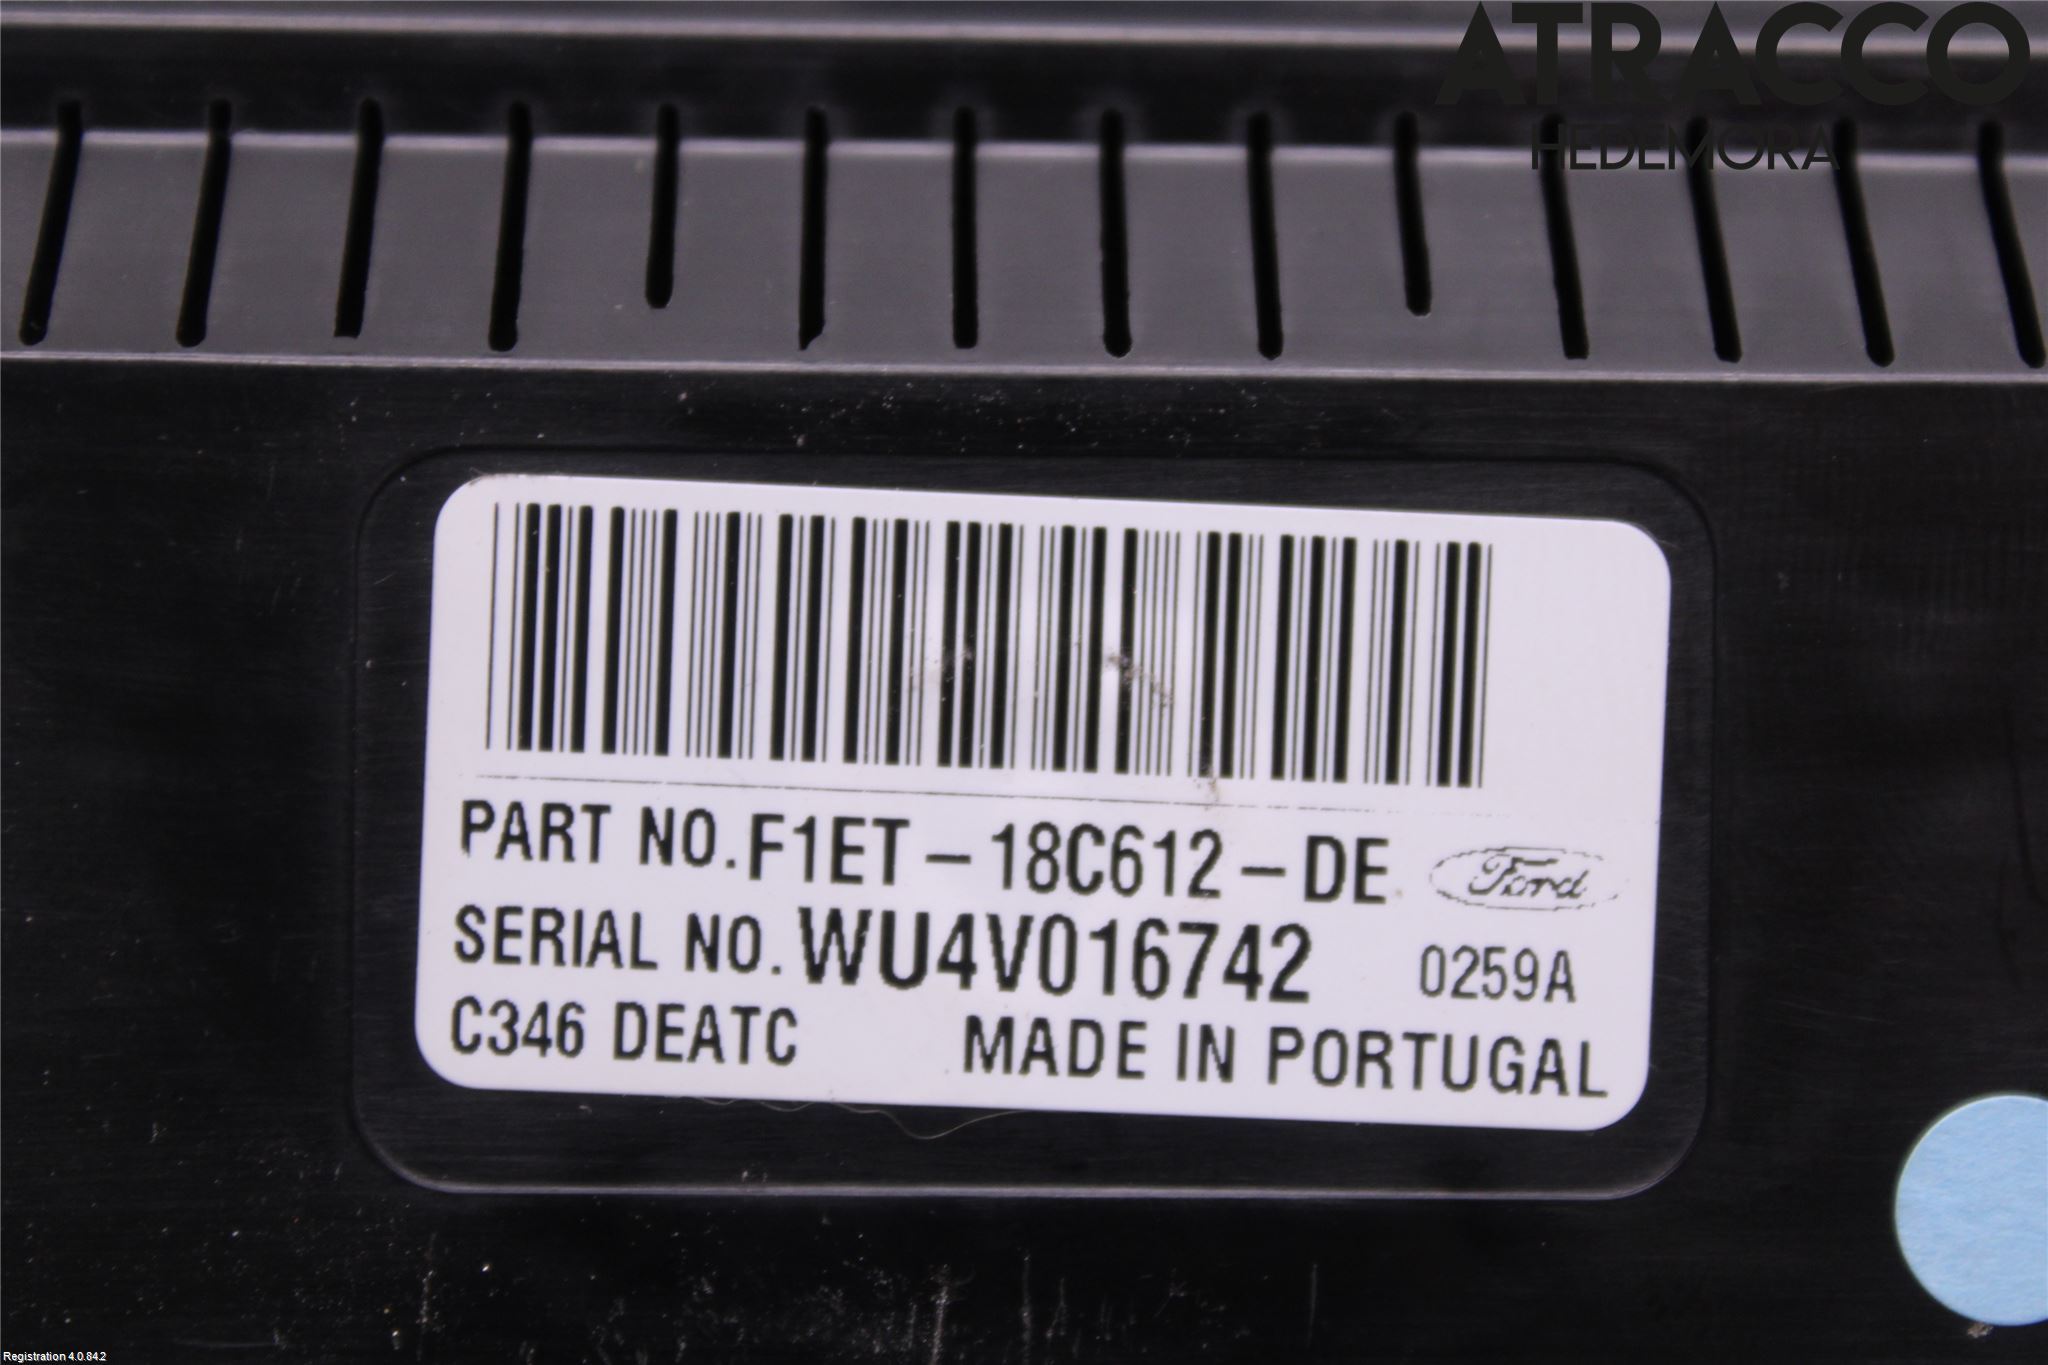 ATRACCO
HEDEMORA
PART NO. F1ET - 18C612 - DE Ford
SERIAL NO. WU4V016742 0259A
C346 DEATC MADE IN PORTUGAL
Registration 4.0.84.2